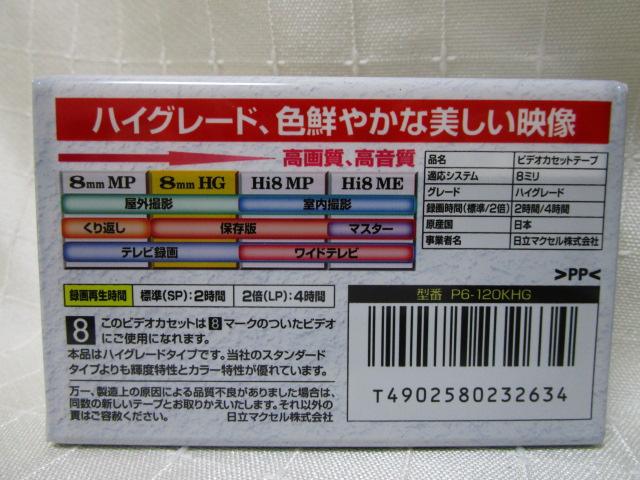 ハイグレード、色鮮やかな美しい映像
高画質、高音質
8mm MP 8mm HG Hi8 MP Hi8 ME
屋外撮影 室内撮影
くり返し 保存版 マスター
テレビ録画 ワイドテレビ
品名 ビデオカセットテープ
適応システム 8ミリ
グレード ハイグレード
録画時間(標準/2倍) 2時間/4時間
原産国 日本
事業者名 日立マクセル株式会社
>PP<
録画再生時間 標準(SP):2時間 2倍(LP):4時間
型番 P6-120KHG
8 このビデオカセットは8マークのついたビデオ
にご使用になれます。
本品はハイグレードタイプです。当社のスタンダード
タイプよりも輝度特性とカラー特性が優れています。
万一、製造上の原因による品質不良がありました場合は、
同数の新しいテープとお取りかえいたします。それ以外の
責はご容赦ください。 日立マクセル株式会社
T4902580232634